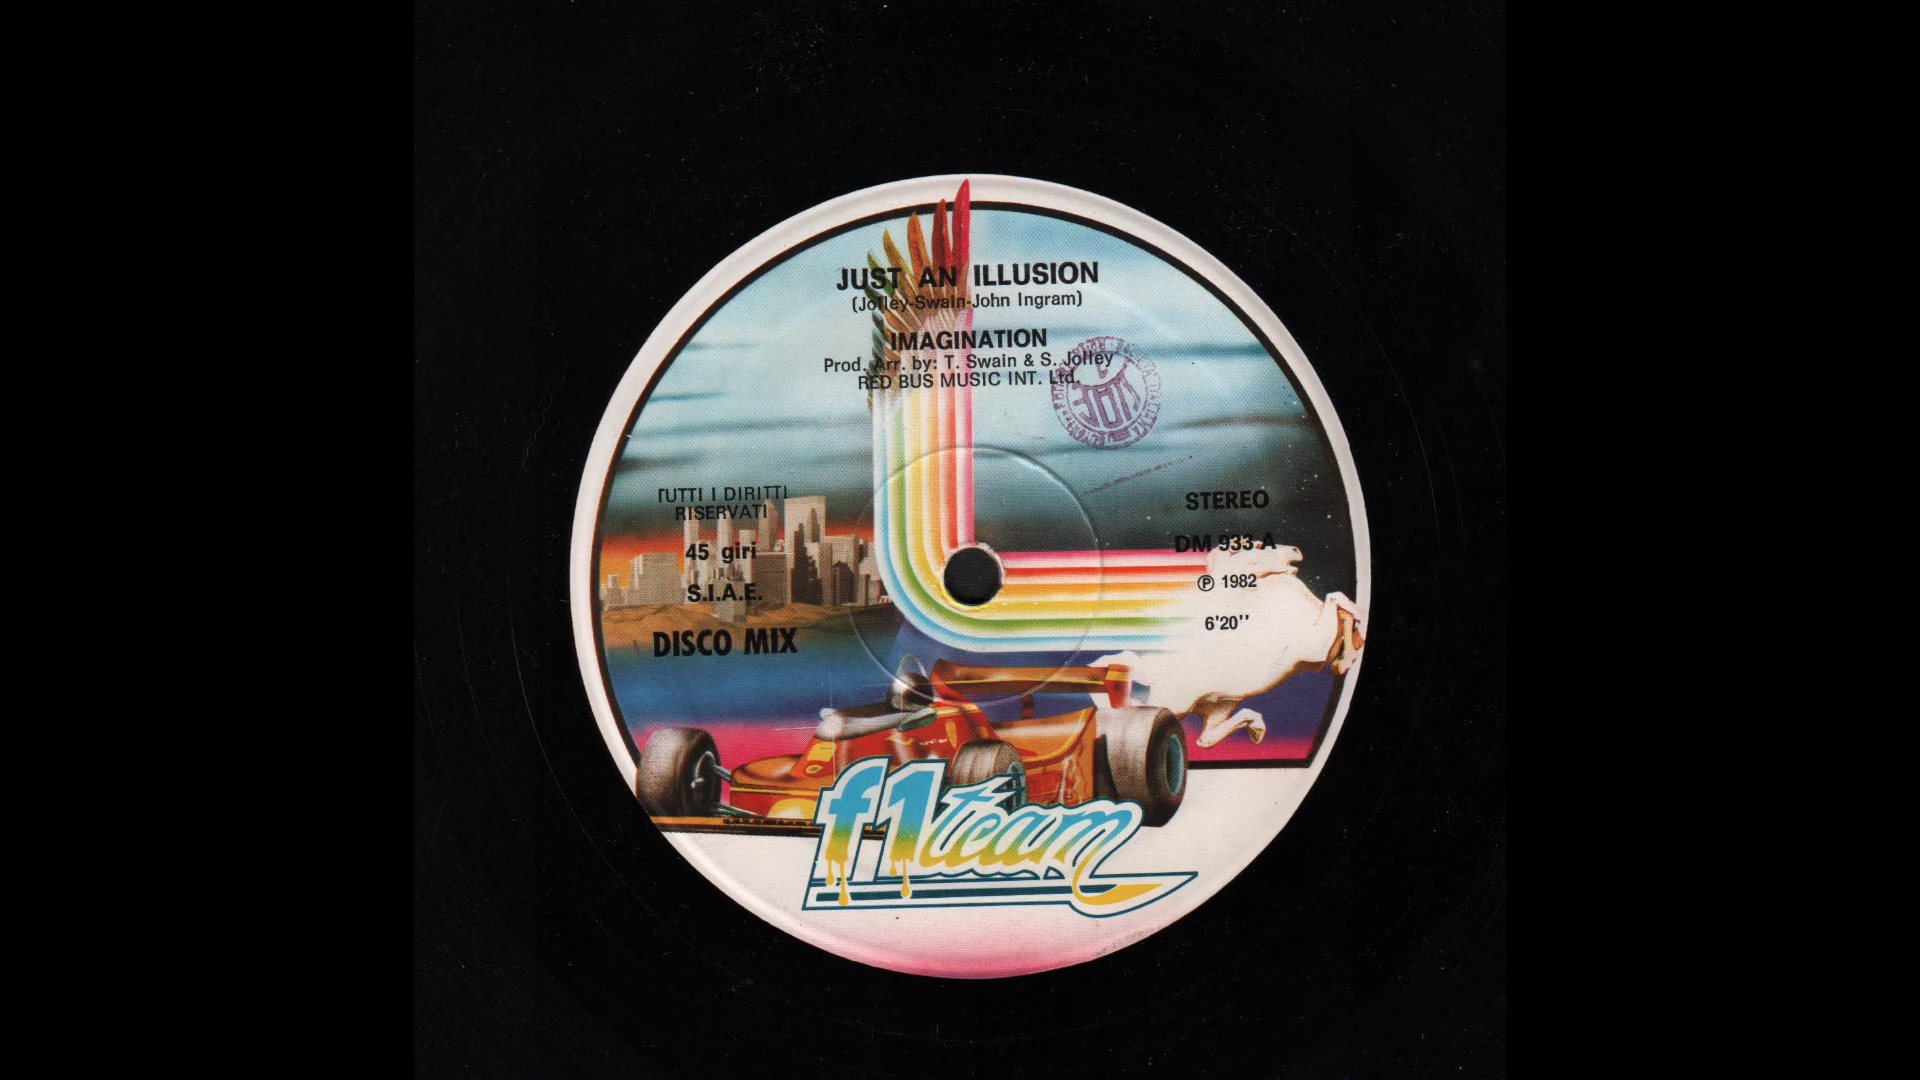 JUST AN ILLUSION
(Jolley-Swain-John Ingram)
IMAGINATION
Prod. Arr. by: T. Swain & S. Jolley
RED BUS MUSIC INT. Ltd.
TUTTI I DIRITTI
RISERVATI
45 giri
S.I.A.E.
DISCO MIX
STEREO
DM 933 A
Ⓟ 1982
6'20''
f1 team